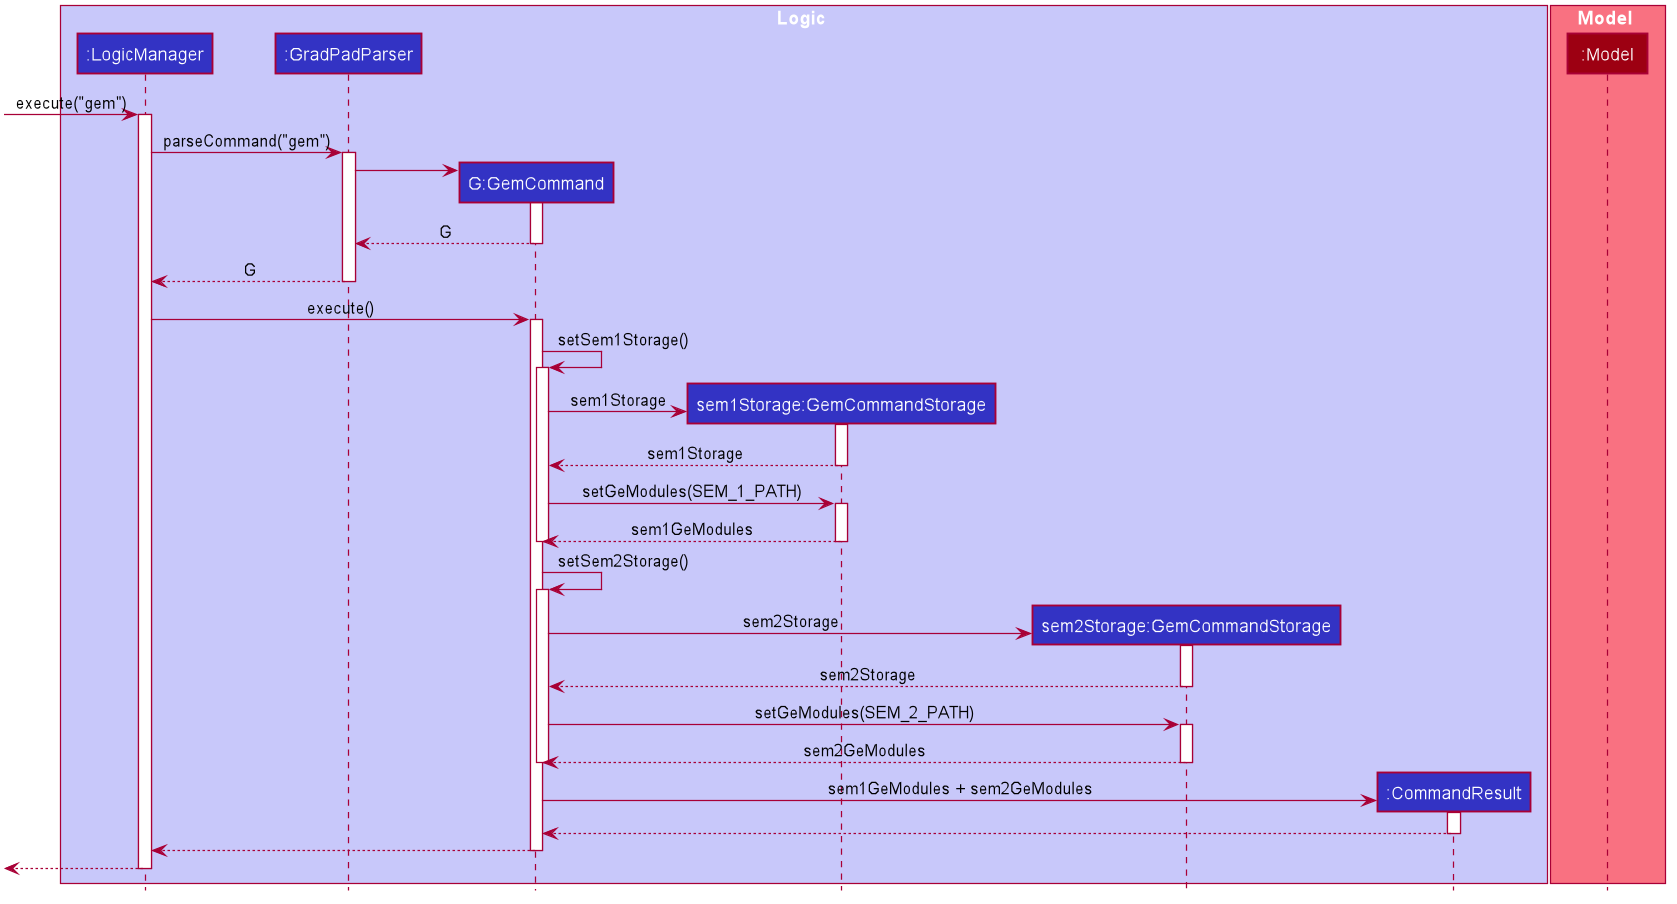 Logic
Model
:LogicManager
:GradPadParser
:Model
execute("gem")
parseCommand("gem")
G:GemCommand
G
G
execute()
setSem1Storage()
sem1Storage
sem1Storage:GemCommandStorage
sem1Storage
setGeModules(SEM_1_PATH)
sem1GeModules
setSem2Storage()
sem2Storage
sem2Storage:GemCommandStorage
sem2Storage
setGeModules(SEM_2_PATH)
sem2GeModules
sem1GeModules + sem2GeModules
:CommandResult